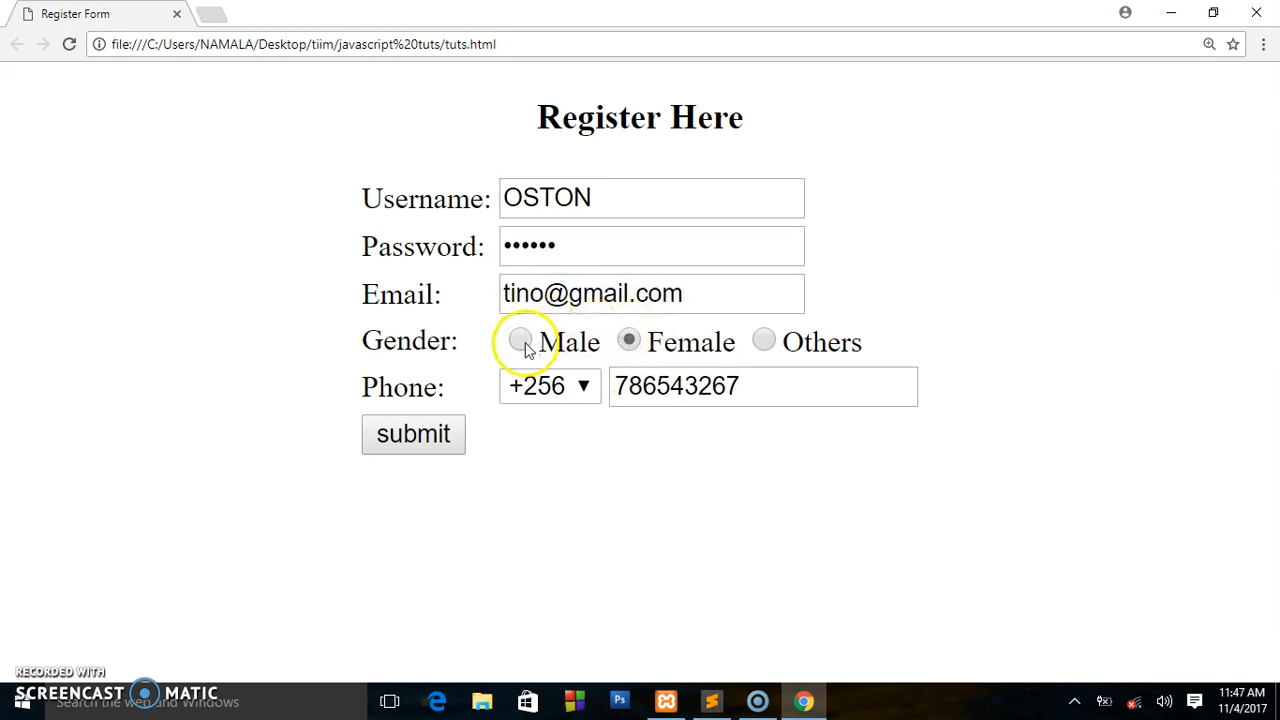 Register Form
file:///C:/Users/NAMALA/Desktop/tiim/javascript%20tuts/tuts.html
Register Here
Username: OSTON
Password: ••••••
Email: tino@gmail.com
Gender: Male Female Others
Phone: +256 786543267
submit
RECORDED WITH
SCREENCAST MATIC
Search the web and Windows
Ps
11:47 AM
11/4/2017